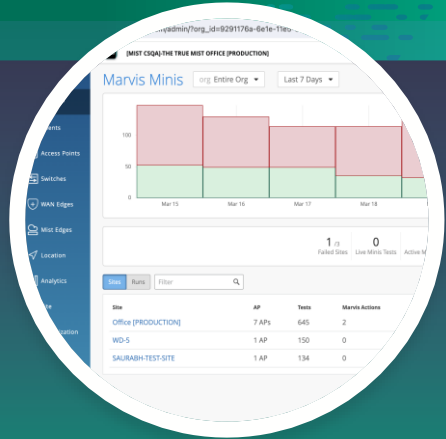 /admin/?org_id=9291176a-6e1e-11e6-
[MIST CSQA]-THE TRUE MIST OFFICE [PRODUCTION]
Marvis Minis org Entire Org Last 7 Days
100
50
0
Mar 15 Mar 16 Mar 17 Mar 18
Access Points
Switches
WAN Edges
Mist Edges
Location
Analytics
1 /3 0
Failed Sites Live Minis Tests Active
Sites Runs Filter
Site AP Tests Marvis Actions
Office [PRODUCTION] 7 APs 645 2
WD-5 1 AP 150 0
SAURABH-TEST-SITE 1 AP 134 0